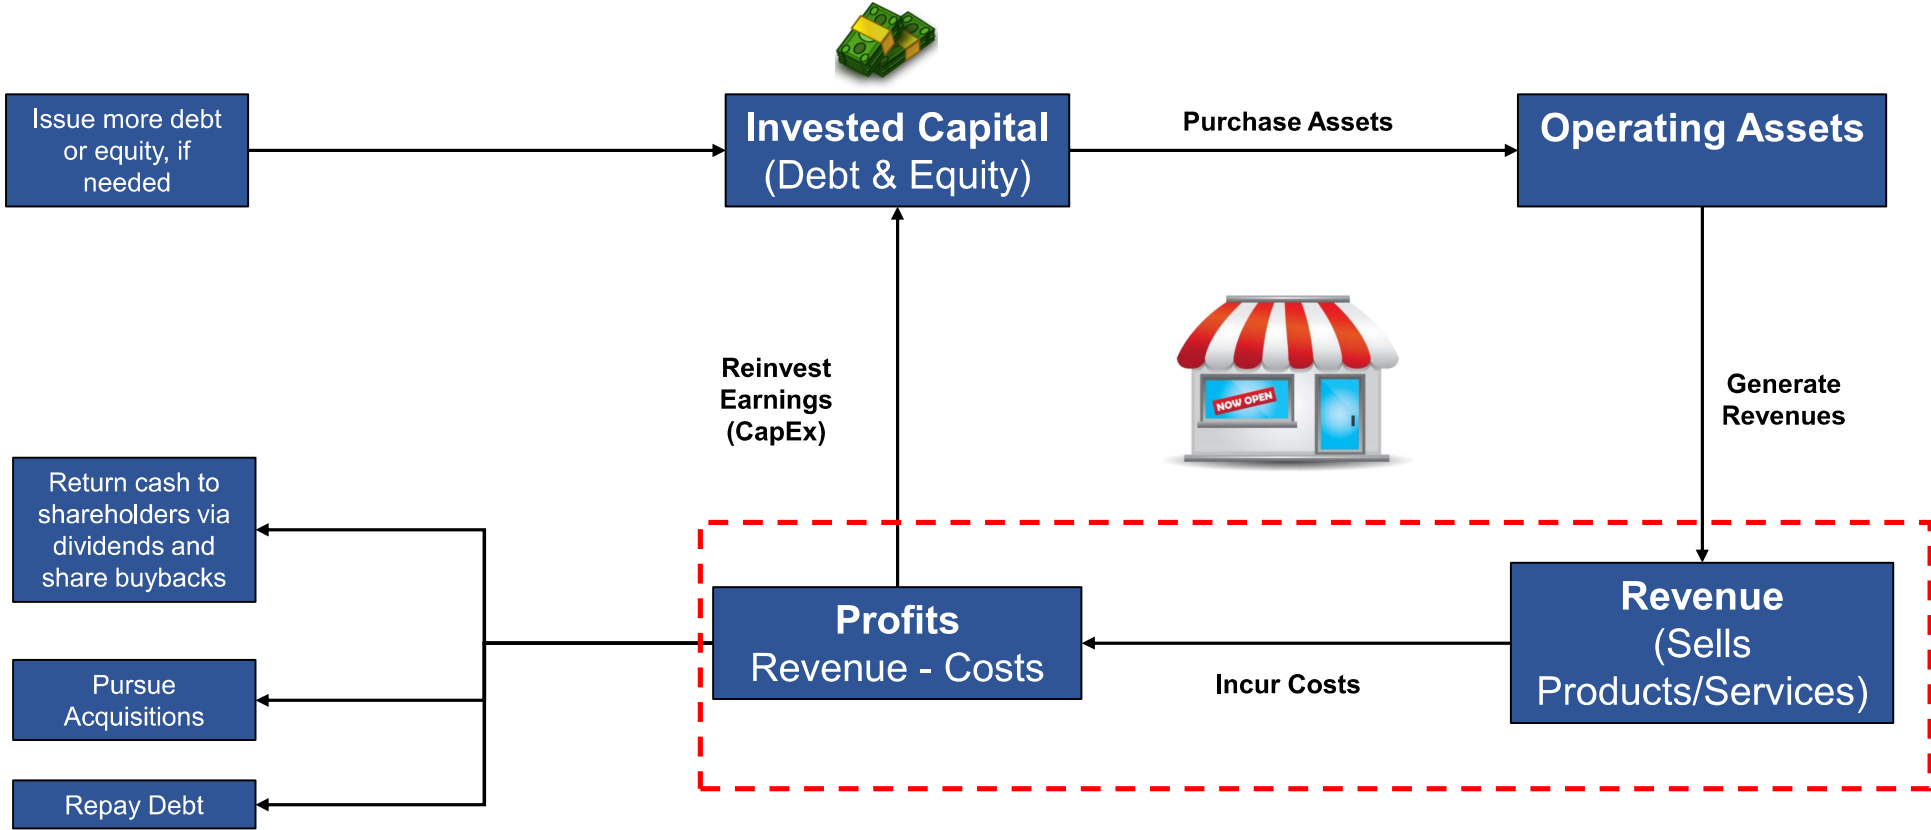 Issue more debt
or equity, if
needed
Invested Capital
(Debt & Equity)
Purchase Assets
Operating Assets
Reinvest
Earnings
(CapEx)
NOW OPEN
Generate
Revenues
Return cash to
shareholders via
dividends and
share buybacks
Profits
Revenue - Costs
Incur Costs
Revenue
(Sells
Products/Services)
Pursue
Acquisitions
Repay Debt